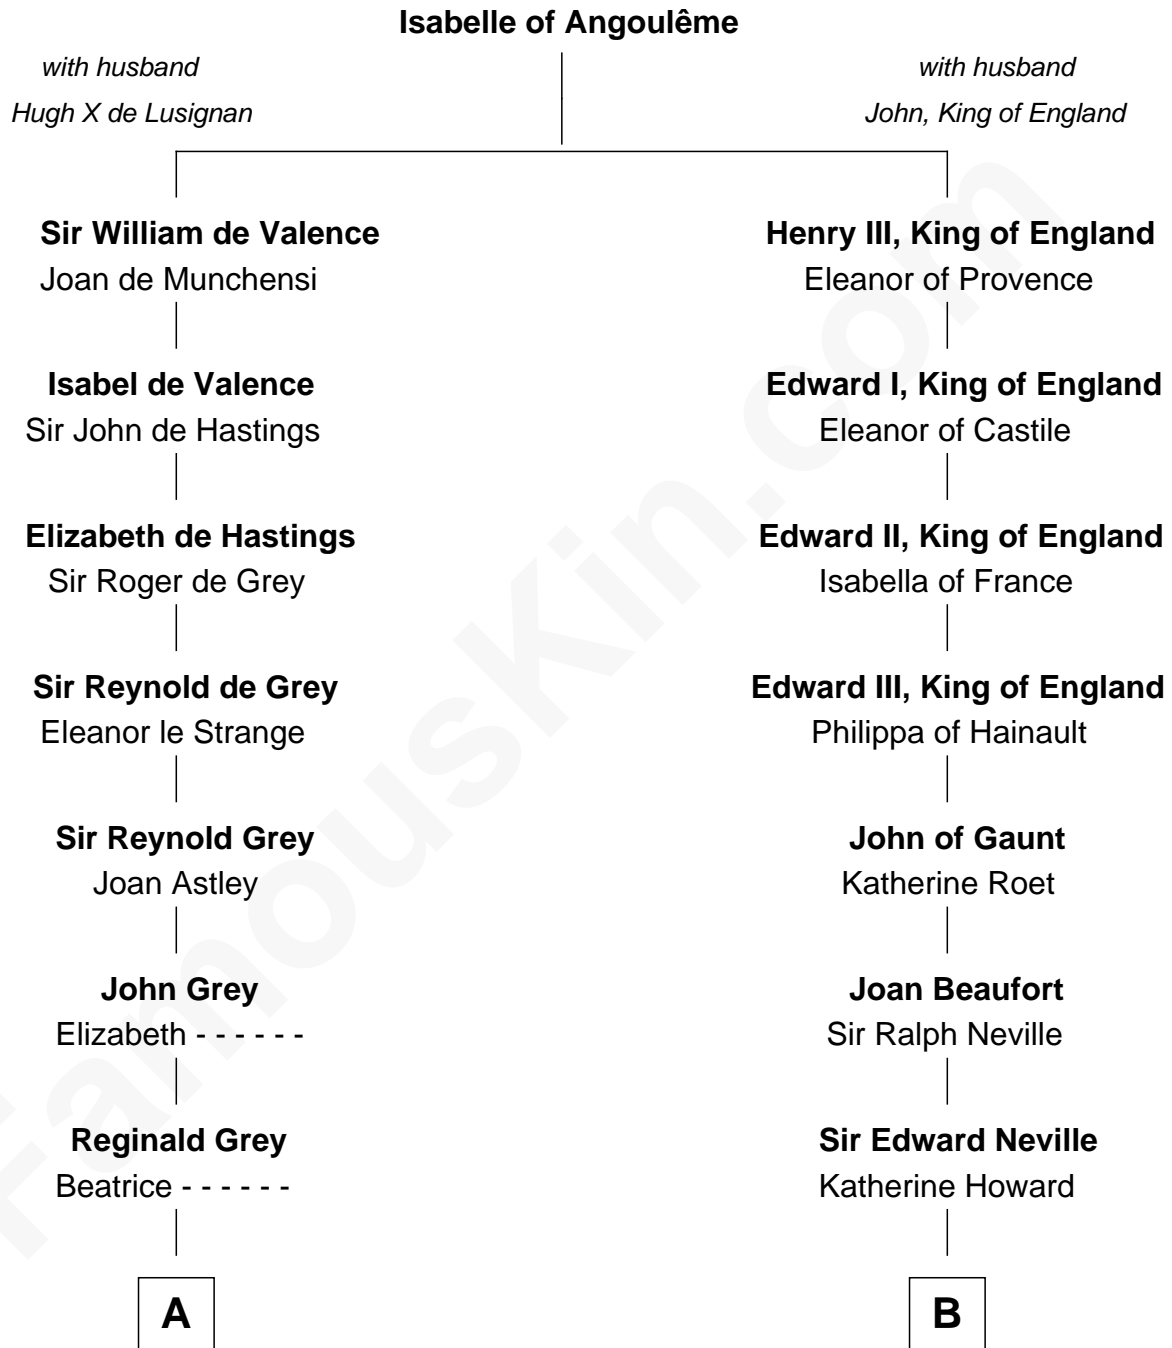 Isabelle of Angoulême
with husband
Hugh X de Lusignan
with husband
John, King of England
Sir William de Valence
Joan de Munchensi
Henry III, King of England
Eleanor of Provence
Isabel de Valence
Sir John de Hastings
Edward I, King of England
Eleanor of Castile
Elizabeth de Hastings
Sir Roger de Grey
Edward II, King of England
Isabella of France
Sir Reynold de Grey
Eleanor le Strange
Edward III, King of England
Philippa of Hainault
Sir Reynold Grey
Joan Astley
John of Gaunt
Katherine Roet
John Grey
Elizabeth - - - - - -
Joan Beaufort
Sir Ralph Neville
Reginald Grey
Beatrice - - - - - -
Sir Edward Neville
Katherine Howard
A
B
FamousKin.com